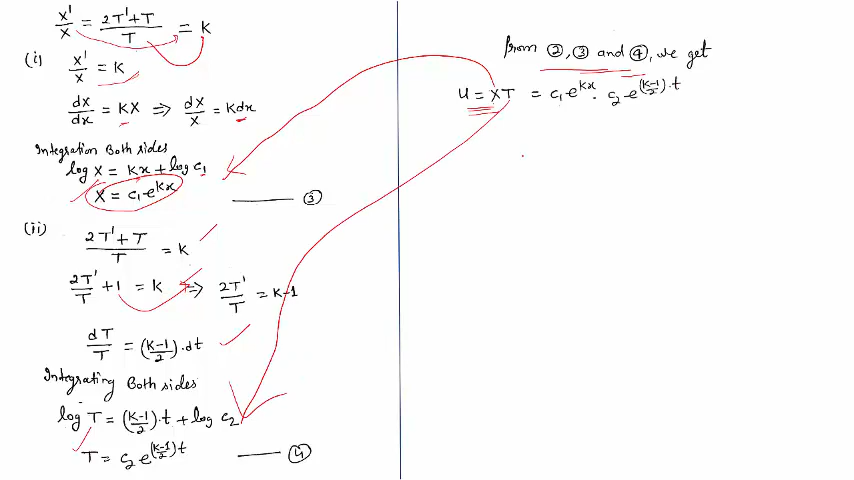 X'/X = 2T'+T/T = K
(i) X'/X = K
dX/dx = KX ⇒ dX/X = Kdx
Integration Both sides
log X = Kx + log c₁
X = c₁e^{Kx} ——— ③
(ii)
2T'+T/T = K
2T'/T + 1 = K ⇒ 2T'/T = K-1
dT/T = (K-1/2).dt
Integrating Both sides
log T = (K-1/2).t + log c₂
T = c₂e^{(K-1/2)t} ——— ④
From ②, ③ and ④, we get
U = XT = c₁e^{Kx} . c₂e^{(K-1/2).t}